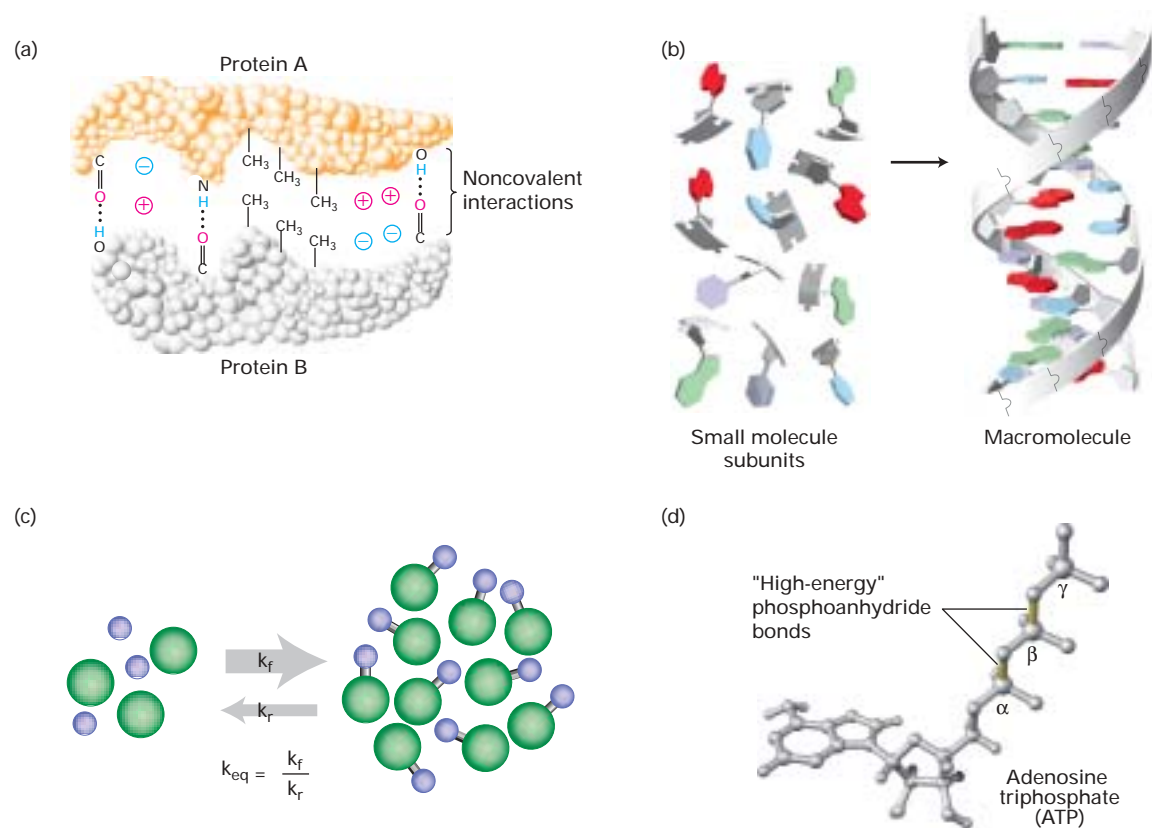 (a)
Protein A
C
O
H
O
−
+
N
H
O
C
CH3
CH3
CH3
CH3
CH3
CH3
+ +
− −
O
H
O
C
Noncovalent
interactions
Protein B
(b)
Small molecule
subunits
Macromolecule
(c)
kf
kr
keq = kf
kr
(d)
"High-energy"
phosphoanhydride
bonds
γ
β
α
Adenosine
triphosphate
(ATP)